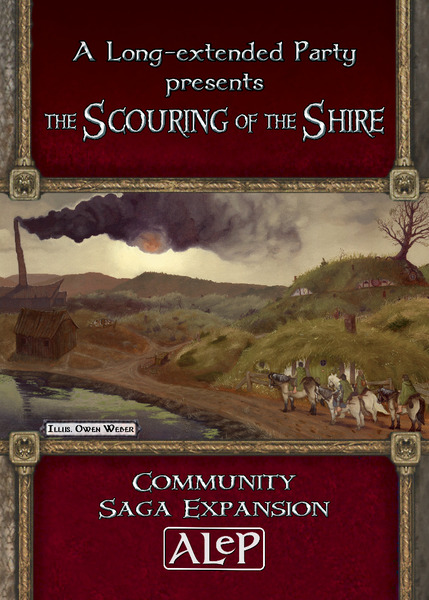 A Long-extended Party
presents
the Scouring of the Shire
Illus. Owen Weber
Community
Saga Expansion
ALeP